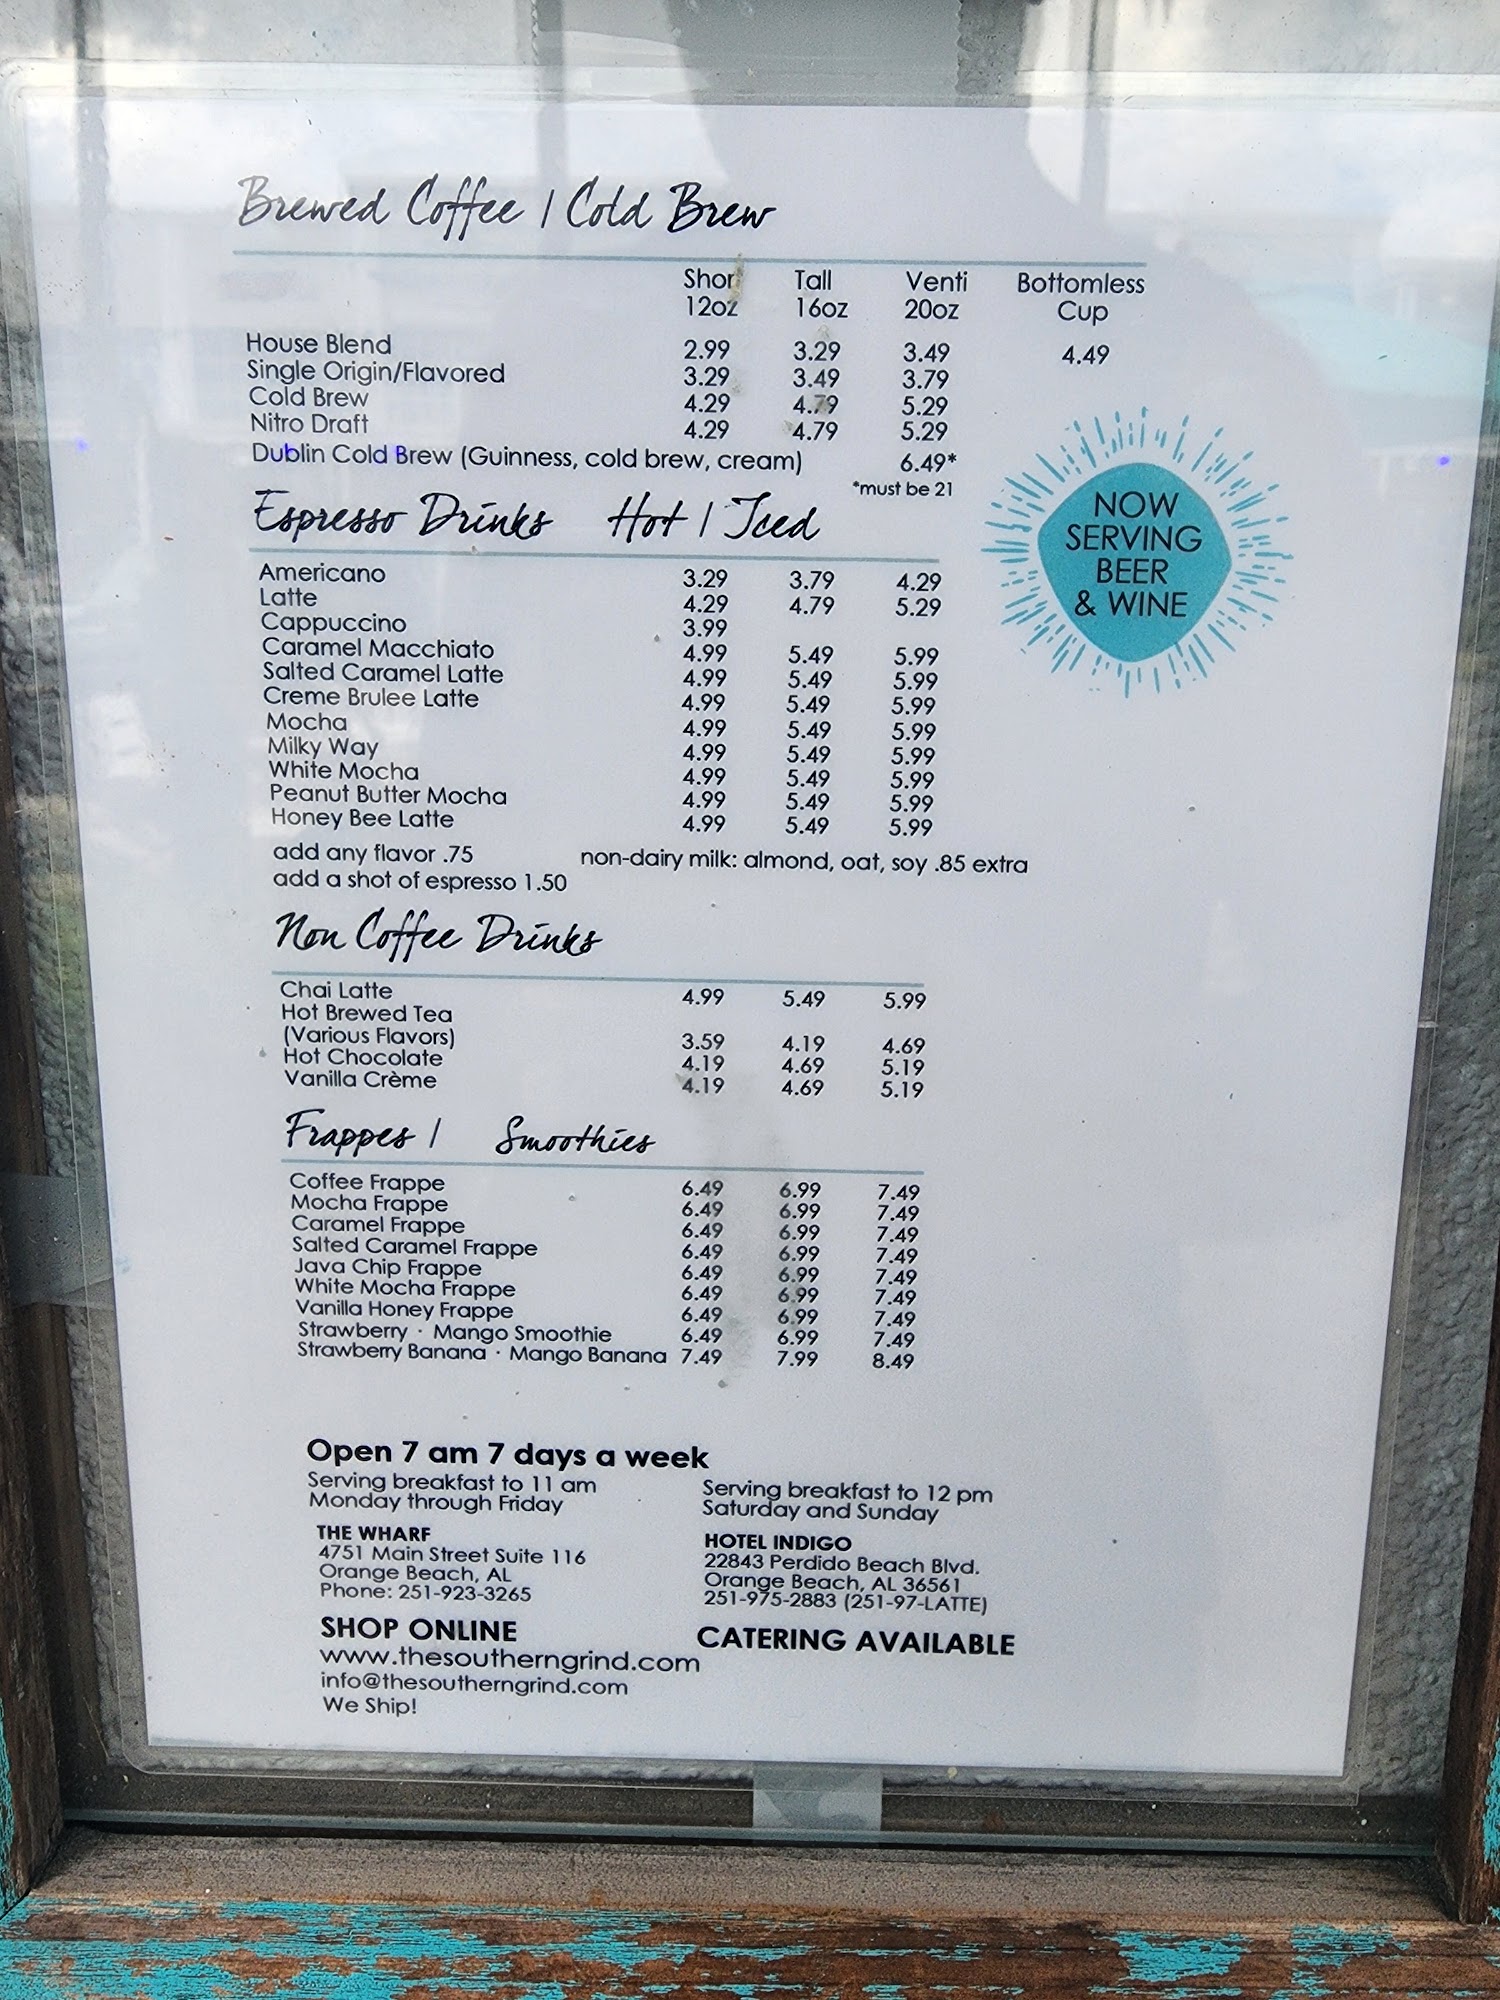 Brewed Coffee / Cold Brew
Short Tall Venti Bottomless
12oz 16oz 20oz Cup
House Blend 2.99 3.29 3.49 4.49
Single Origin/Flavored 3.29 3.49 3.79
Cold Brew 4.29 4.79 5.29
Nitro Draft 4.29 4.79 5.29
Dublin Cold Brew (Guinness, cold brew, cream) 6.49*
*must be 21
NOW
SERVING
BEER
& WINE
Espresso Drinks Hot / Iced
Americano 3.29 3.79 4.29
Latte 4.29 4.79 5.29
Cappuccino 3.99
Caramel Macchiato 4.99 5.49 5.99
Salted Caramel Latte 4.99 5.49 5.99
Creme Brulee Latte 4.99 5.49 5.99
Mocha 4.99 5.49 5.99
Milky Way 4.99 5.49 5.99
White Mocha 4.99 5.49 5.99
Peanut Butter Mocha 4.99 5.49 5.99
Honey Bee Latte 4.99 5.49 5.99
add any flavor .75 non-dairy milk: almond, oat, soy .85 extra
add a shot of espresso 1.50
Non Coffee Drinks
Chai Latte 4.99 5.49 5.99
Hot Brewed Tea
(Various Flavors) 3.59 4.19 4.69
Hot Chocolate 4.19 4.69 5.19
Vanilla Crème 4.19 4.69 5.19
Frappes / Smoothies
Coffee Frappe 6.49 6.99 7.49
Mocha Frappe 6.49 6.99 7.49
Caramel Frappe 6.49 6.99 7.49
Salted Caramel Frappe 6.49 6.99 7.49
Java Chip Frappe 6.49 6.99 7.49
White Mocha Frappe 6.49 6.99 7.49
Vanilla Honey Frappe 6.49 6.99 7.49
Strawberry · Mango Smoothie 6.49 6.99 7.49
Strawberry Banana · Mango Banana 7.49 7.99 8.49
Open 7 am 7 days a week
Serving breakfast to 11 am
Monday through Friday
Serving breakfast to 12 pm
Saturday and Sunday
THE WHARF
4751 Main Street Suite 116
Orange Beach, AL
Phone: 251-923-3265
HOTEL INDIGO
22843 Perdido Beach Blvd.
Orange Beach, AL 36561
251-975-2883 (251-97-LATTE)
SHOP ONLINE
www.thesoutherngrind.com
info@thesoutherngrind.com
We Ship!
CATERING AVAILABLE